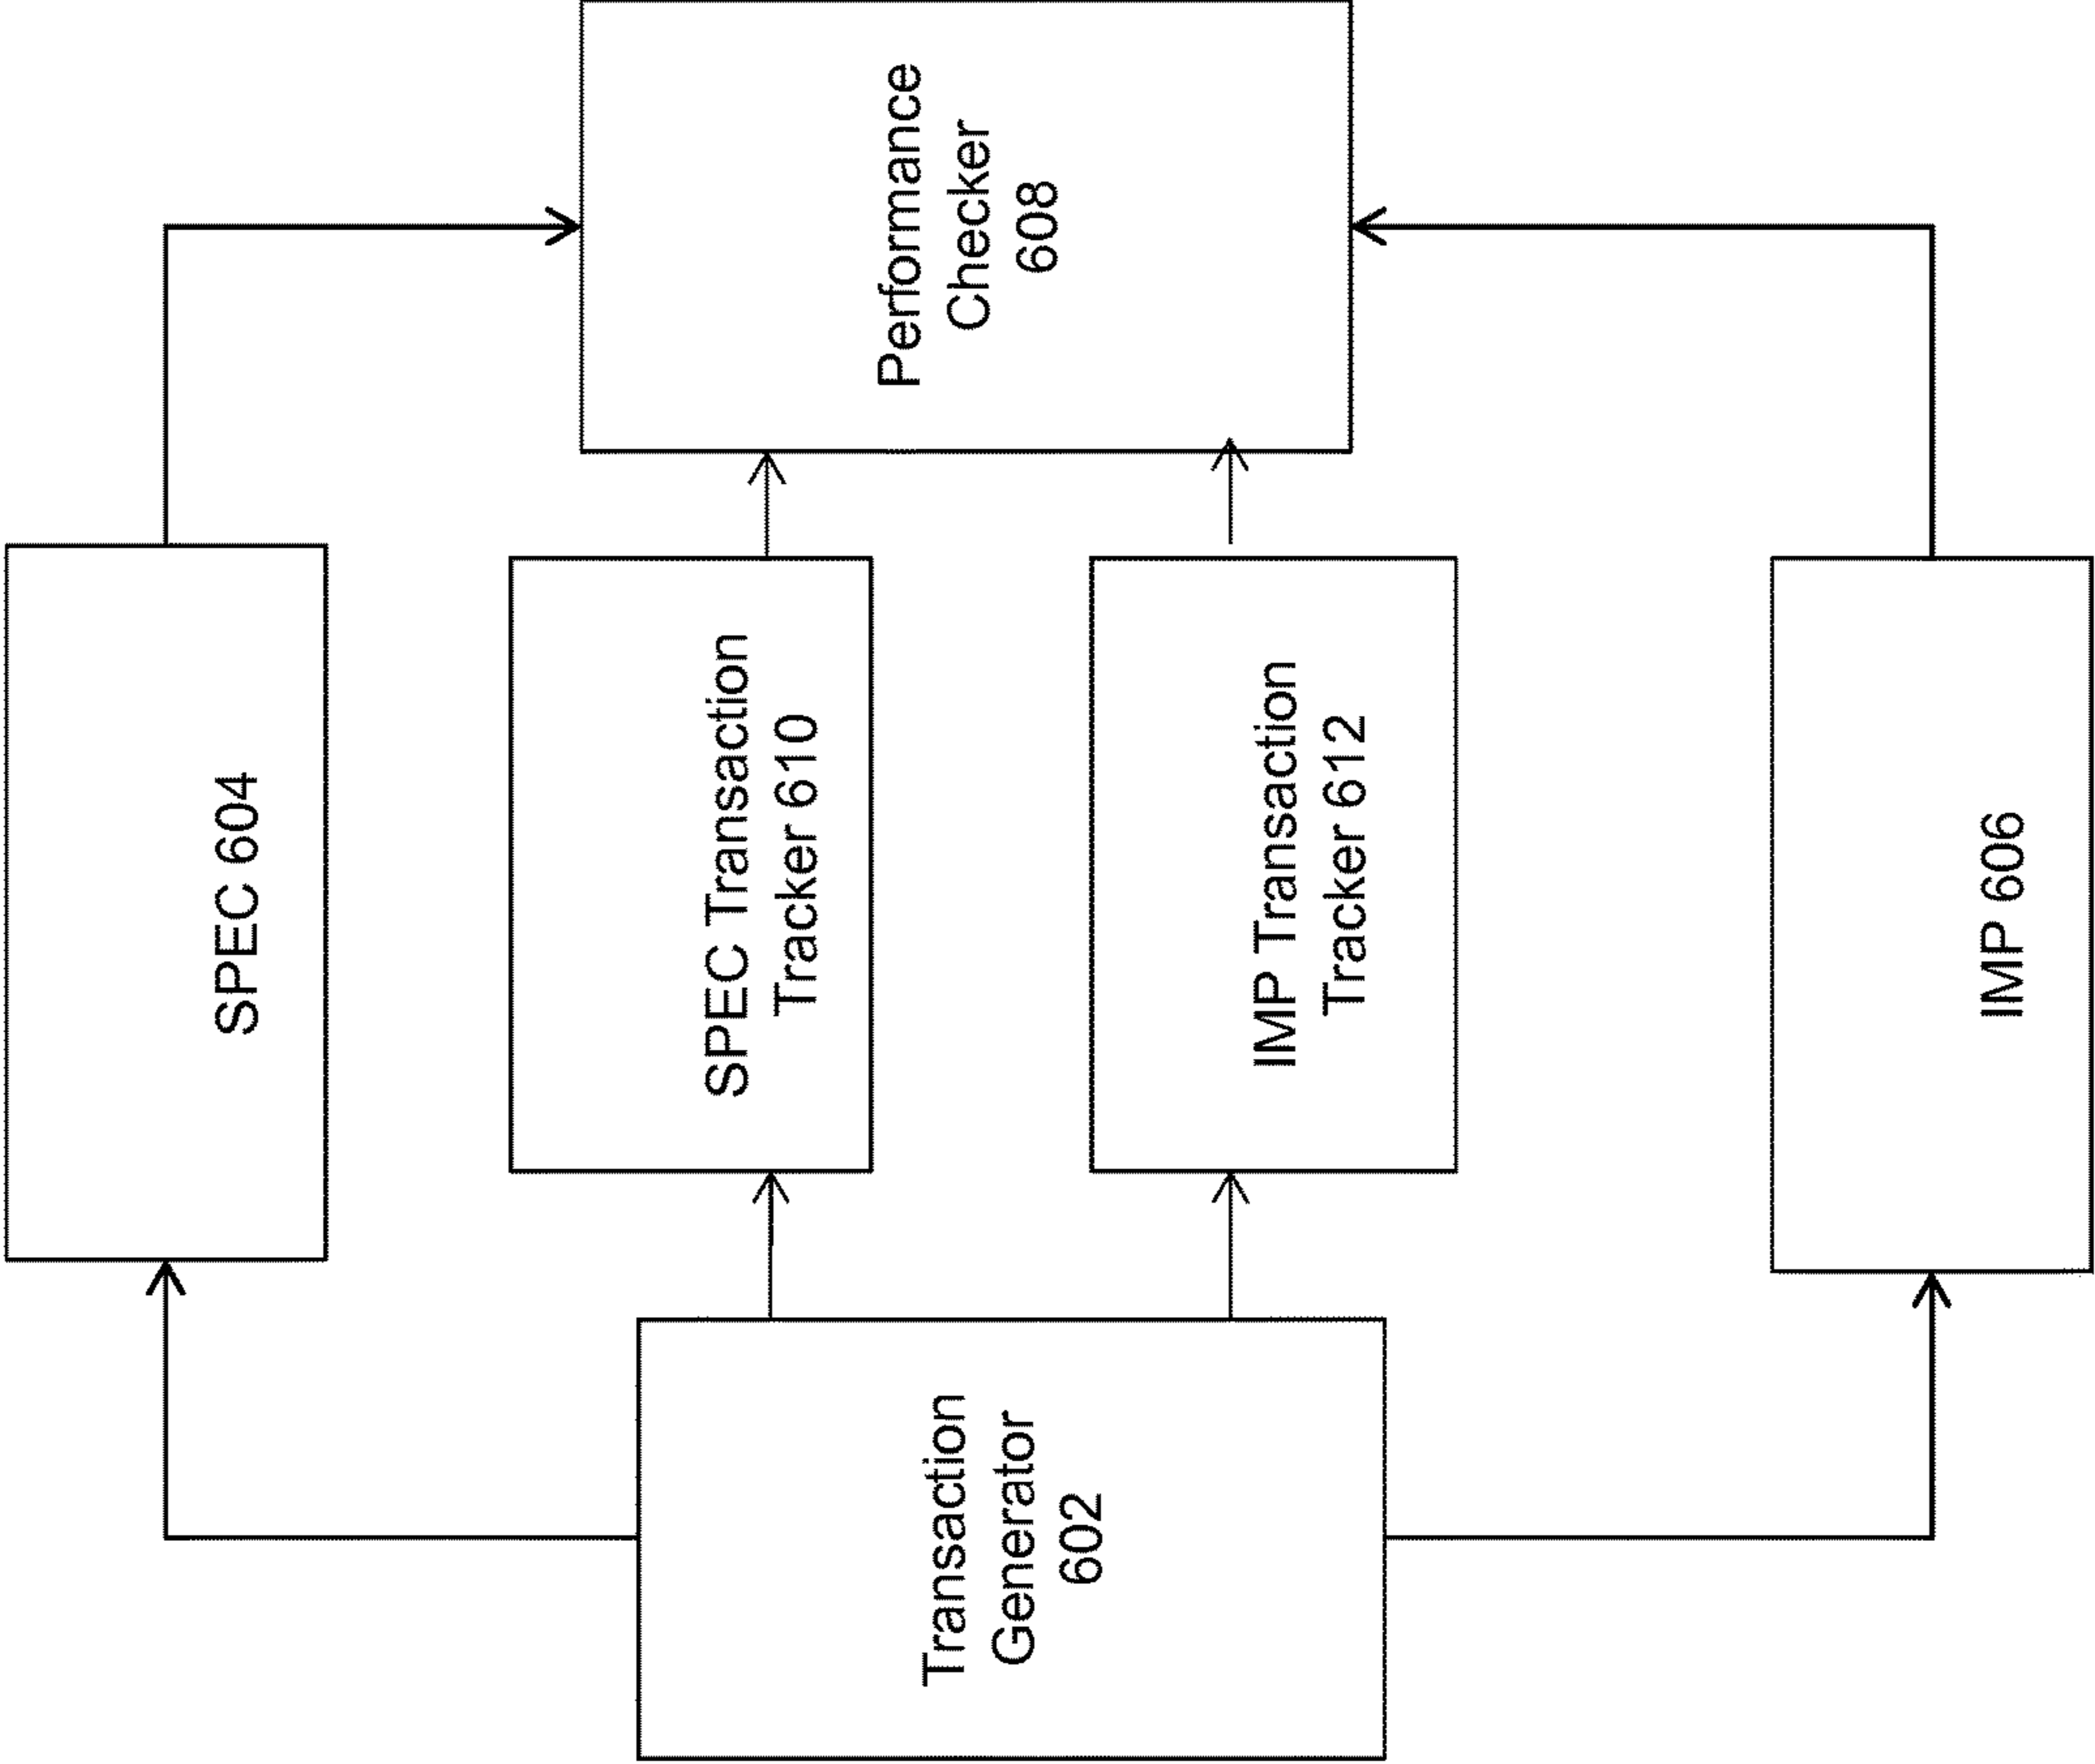 SPEC 604
Transaction
Generator
602
SPEC Transaction
Tracker 610
IMP Transaction
Tracker 612
Performance
Checker
608
IMP 606